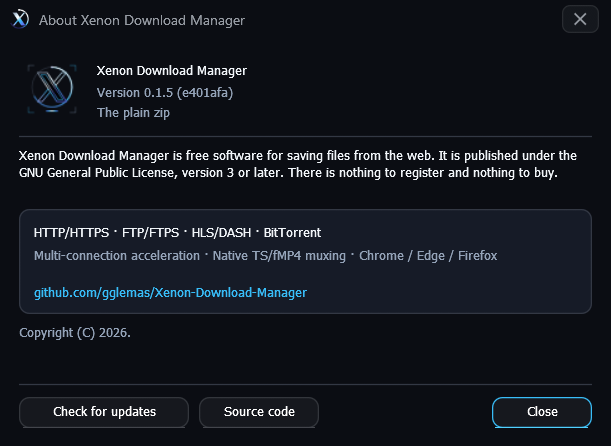 About Xenon Download Manager
Xenon Download Manager
Version 0.1.5 (e401afa)
The plain zip
Xenon Download Manager is free software for saving files from the web. It is published under the
GNU General Public License, version 3 or later. There is nothing to register and nothing to buy.
HTTP/HTTPS · FTP/FTPS · HLS/DASH · BitTorrent
Multi-connection acceleration · Native TS/fMP4 muxing · Chrome / Edge / Firefox
github.com/gglemas/Xenon-Download-Manager
Copyright (C) 2026.
Check for updates
Source code
Close